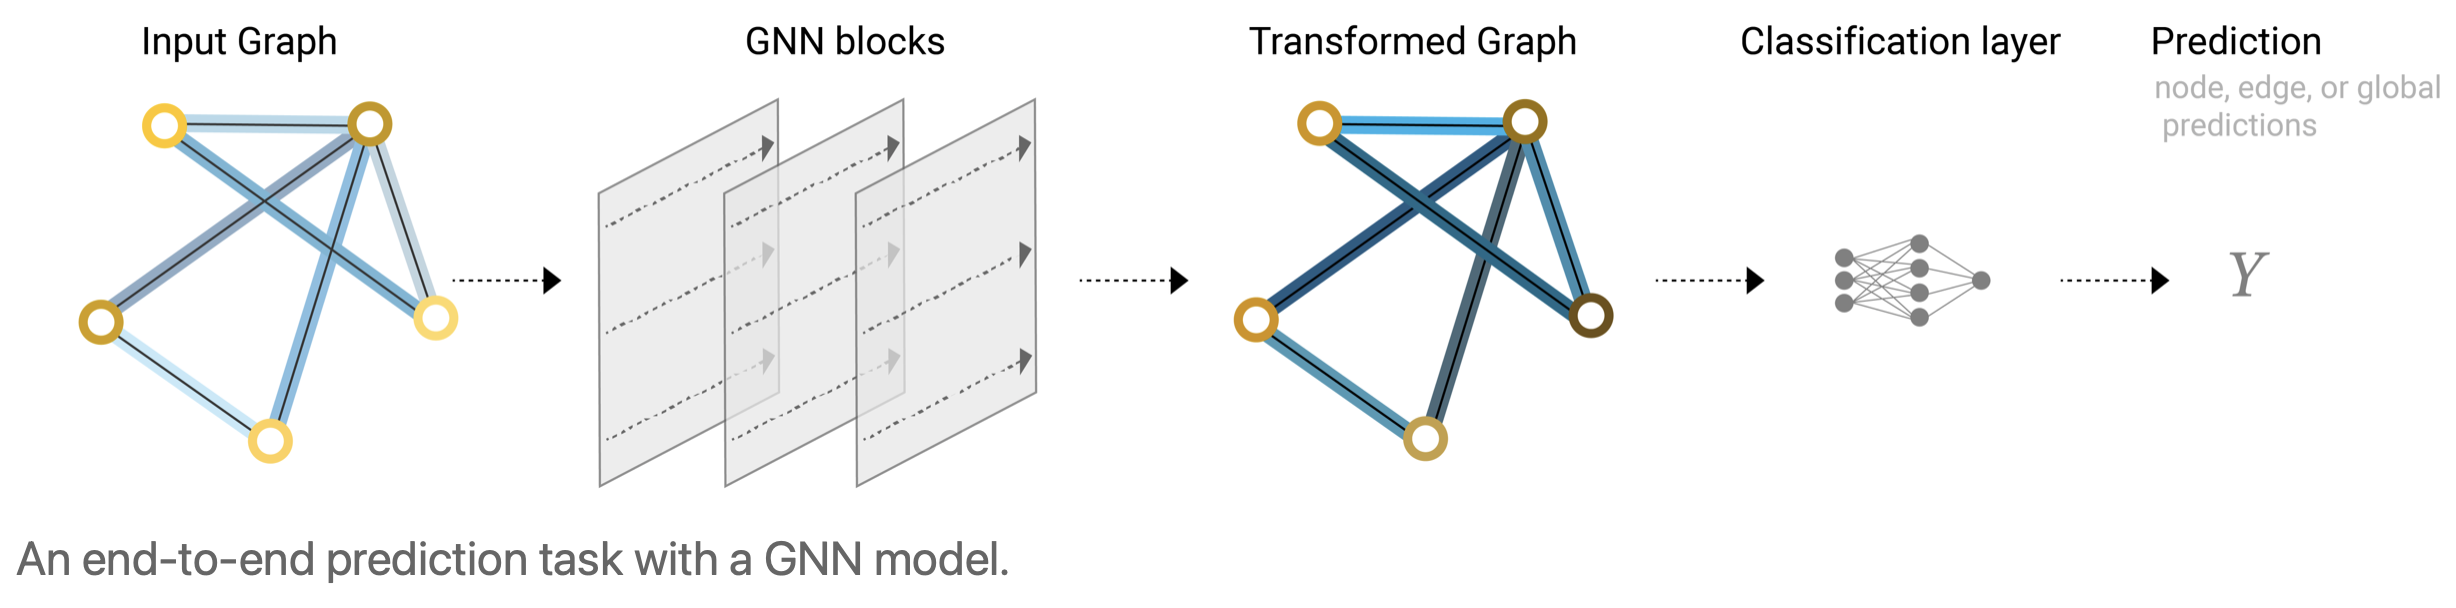 Input Graph
GNN blocks
Transformed Graph
Classification layer
Prediction
node, edge, or global
predictions
Y
An end-to-end prediction task with a GNN model.